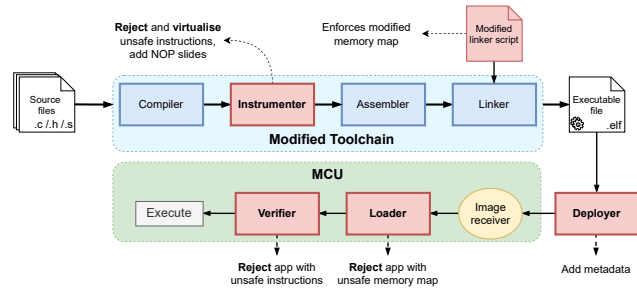 Reject and virtualise
unsafe instructions,
add NOP slides
Enforces modified
memory map
Modified
linker script
Source
files
.c /.h /.s
Compiler
Instrumenter
Assembler
Linker
Executable
file
.elf
Modified Toolchain
MCU
Execute
Verifier
Loader
Image
receiver
Deployer
Reject app with
unsafe instructions
Reject app with
unsafe memory map
Add metadata